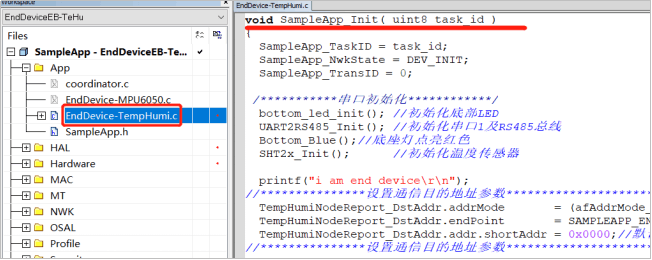 Workspace
EndDeviceEB-TeHu
Files
SampleApp - EndDeviceEB-Te...
App
coordinator.c
EndDevice-MPU6050.c
EndDevice-TempHumi.c
SampleApp.h
HAL
Hardware
MAC
MT
NWK
OSAL
Profile
EndDevice-TempHumi.c
void SampleApp_Init( uint8 task_id )
{
SampleApp_TaskID = task_id;
SampleApp_NwkState = DEV_INIT;
SampleApp_TransID = 0;
/***********串口初始化************/
bottom_led_init(); //初始化底部LED
UART2RS485_Init(); //初始化串口1及RS485总线
Bottom_Blue();//底座灯点亮红色
SHT2x_Init(); //初始化温度传感器
printf("i am end device\r\n");
//***************设置通信目的地址参数********************
TempHumiNodeReport_DstAddr.addrMode = (afAddrMode_
TempHumiNodeReport_DstAddr.endPoint = SAMPLEAPP_EN
TempHumiNodeReport_DstAddr.addr.shortAddr = 0x0000;//默
//***************设置通信目的地址参数********************